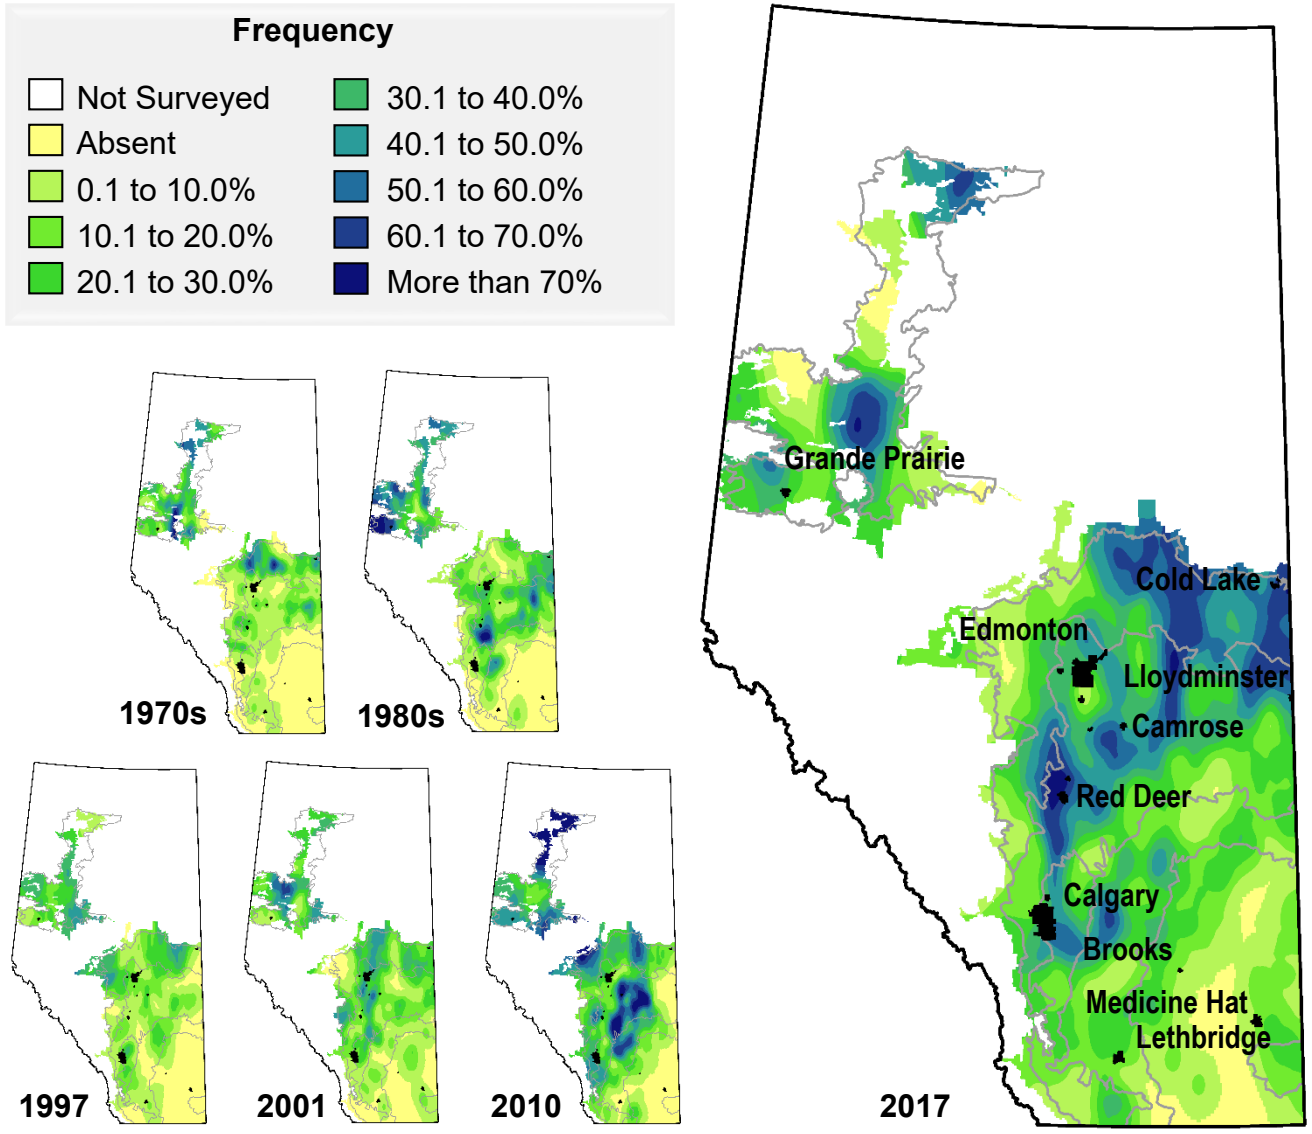 Frequency
Not Surveyed
Absent
0.1 to 10.0%
10.1 to 20.0%
20.1 to 30.0%
30.1 to 40.0%
40.1 to 50.0%
50.1 to 60.0%
60.1 to 70.0%
More than 70%
1970s
1980s
1997
2001
2010
Grande Prairie
Cold Lake
Edmonton
Lloydminster
Camrose
Red Deer
Calgary
Brooks
Medicine Hat
Lethbridge
2017